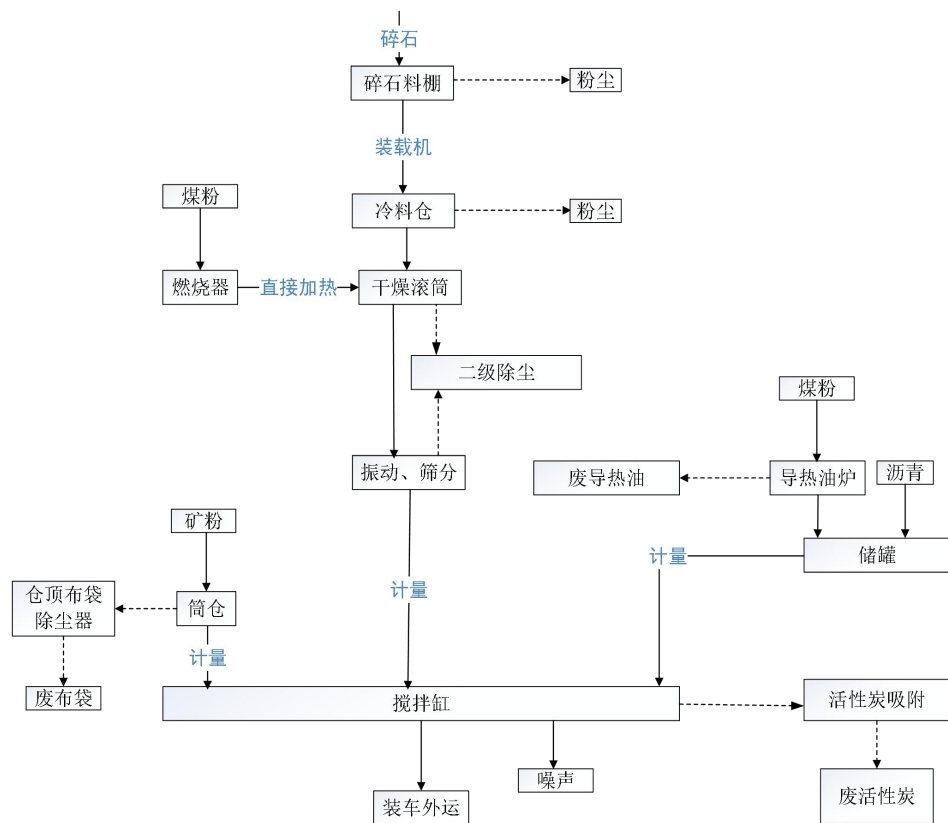 碎石
碎石料棚
粉尘
装载机
煤粉
冷料仓
粉尘
燃烧器
直接加热
干燥滚筒
二级除尘
煤粉
振动、筛分
废导热油
导热油炉
沥青
矿粉
计量
储罐
仓顶布袋
除尘器
筒仓
计量
计量
废布袋
搅拌缸
活性炭吸附
噪声
装车外运
废活性炭